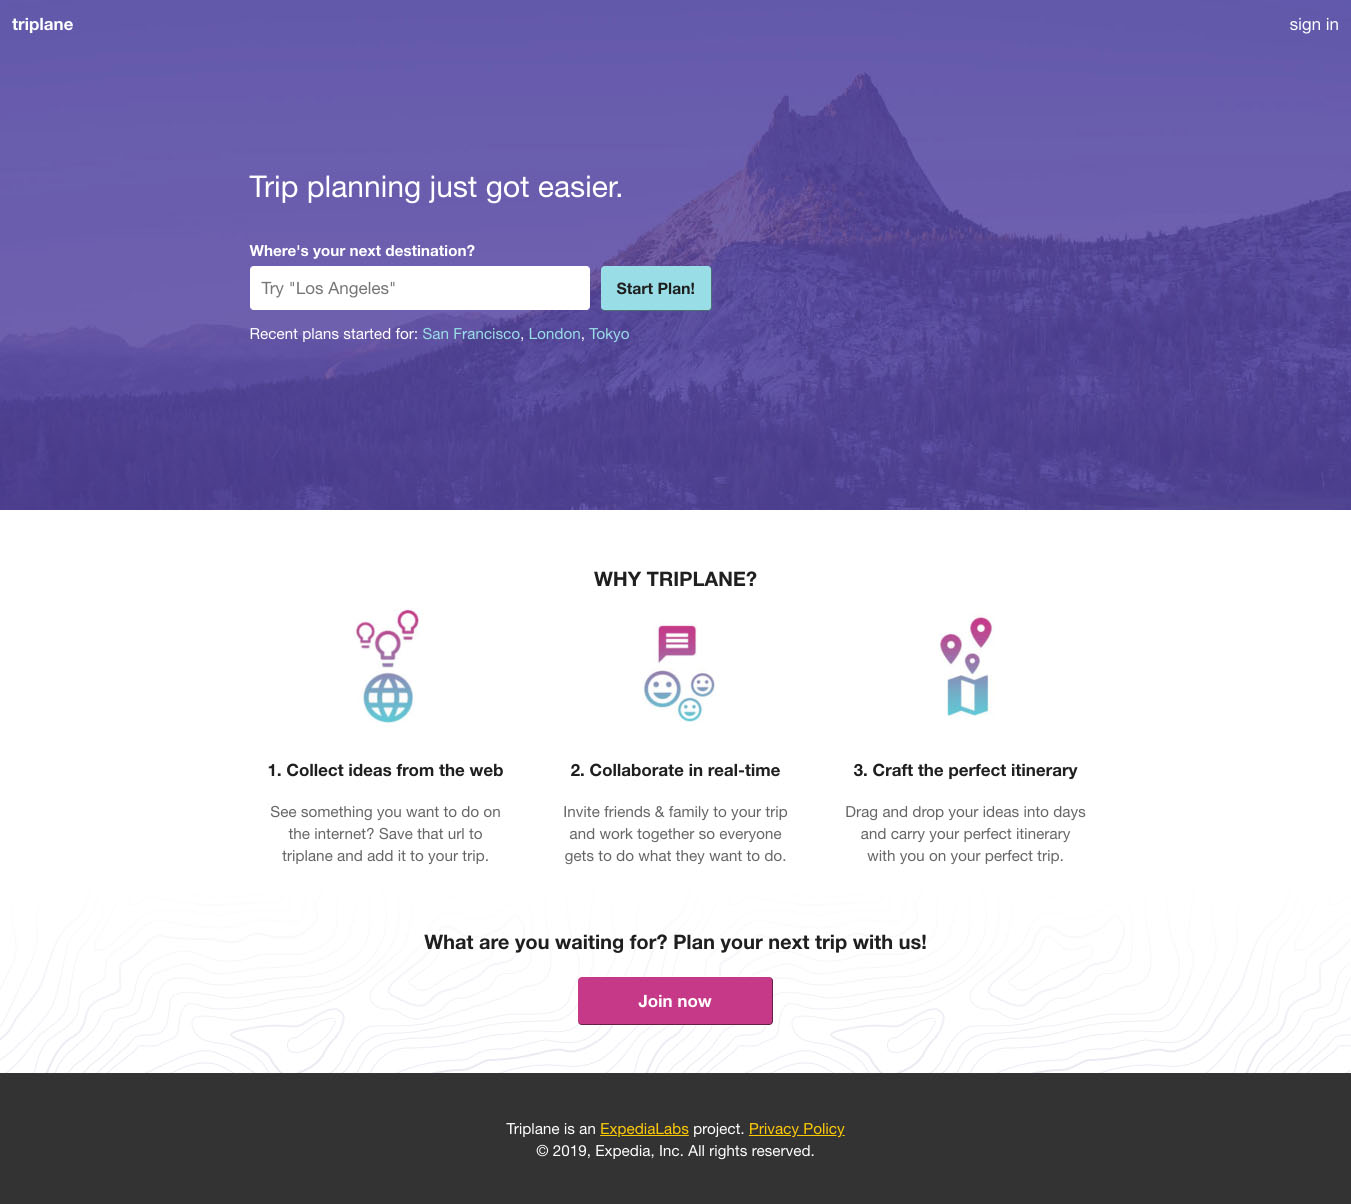 triplane
sign in
Trip planning just got easier.
Where's your next destination?
Try "Los Angeles"
Start Plan!
Recent plans started for: San Francisco, London, Tokyo
WHY TRIPLANE?
1. Collect ideas from the web
See something you want to do on
the internet? Save that url to
triplane and add it to your trip.
2. Collaborate in real-time
Invite friends & family to your trip
and work together so everyone
gets to do what they want to do.
3. Craft the perfect itinerary
Drag and drop your ideas into days
and carry your perfect itinerary
with you on your perfect trip.
What are you waiting for? Plan your next trip with us!
Join now
Triplane is an ExpediaLabs project. Privacy Policy
© 2019, Expedia, Inc. All rights reserved.